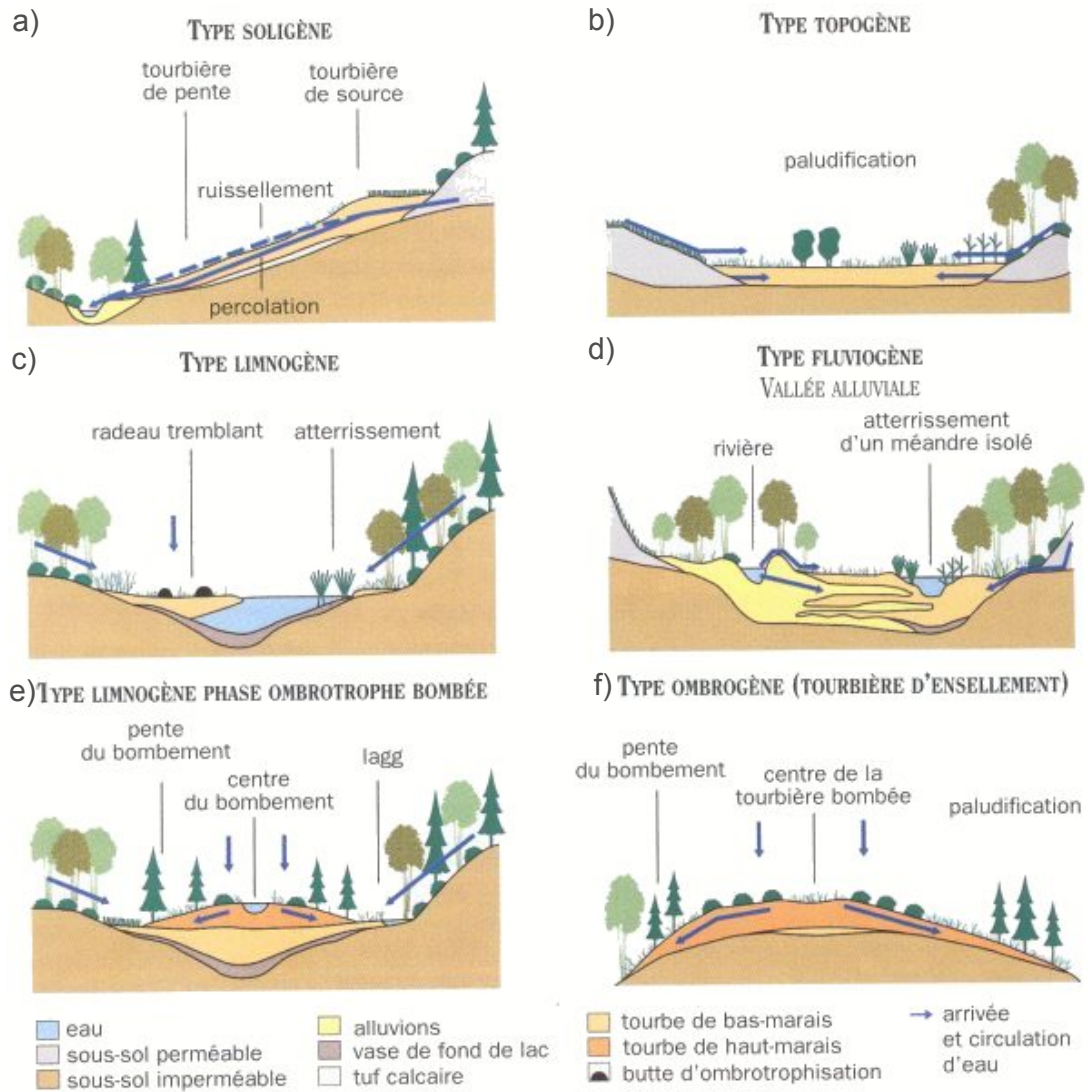 a)
TYPE SOLIGÈNE
tourbière
de pente
tourbière
de source
ruissellement
percolation
b)
TYPE TOPOGÈNE
paludification
c)
TYPE LIMNOGÈNE
radeau tremblant
atterrissement
d)
TYPE FLUVIOGÈNE
VALLÉE ALLUVIALE
rivière
atterrissement
d'un méandre isolé
e)
TYPE LIMNOGÈNE PHASE OMBROTROPHE BOMBÉE
pente
du bombement
centre
du bombement
lagg
f)
TYPE OMBROGÈNE (TOURBIÈRE D'ENSELLEMENT)
pente
du bombement
centre de la
tourbière bombée
paludification
eau
sous-sol perméable
sous-sol imperméable
alluvions
vase de fond de lac
tuf calcaire
tourbe de bas-marais
tourbe de haut-marais
butte d'ombrotrophisation
arrivée
et circulation
d'eau